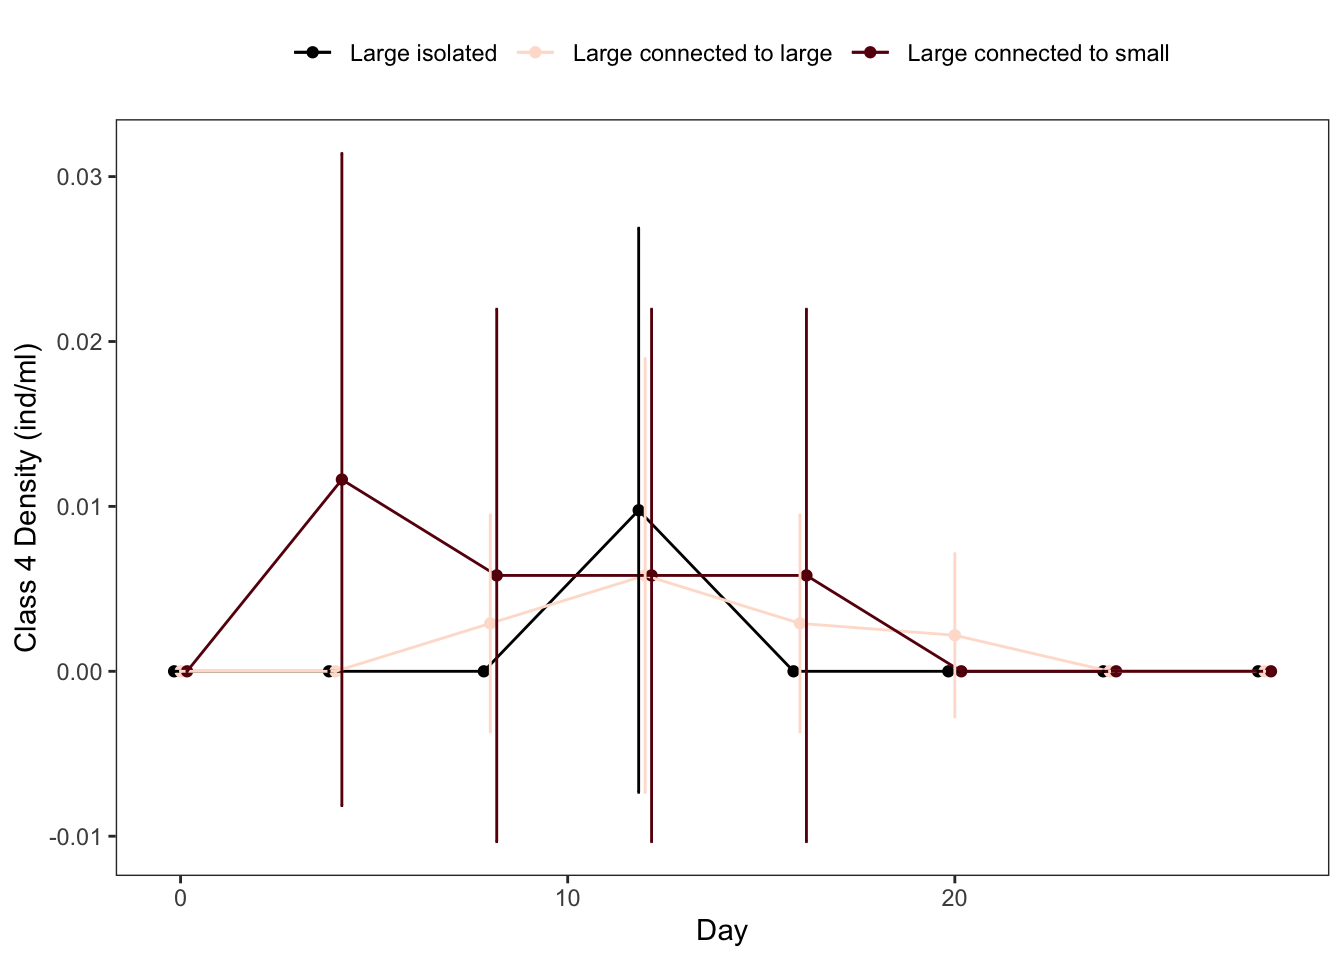 Large isolated Large connected to large Large connected to small
0.03
0.02
0.01
0.00
-0.01
Class 4 Density (ind/ml)
0 10 20
Day